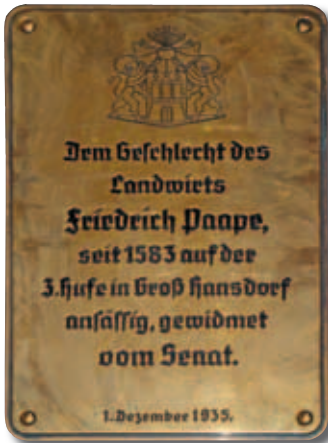 Dem Geschlecht des
Landwirts
Friedrich Paape,
seit 1583 auf der
3. Hufe in Groß Hansdorf
ansässig, gewidmet
vom Senat.
1. Dezember 1935.